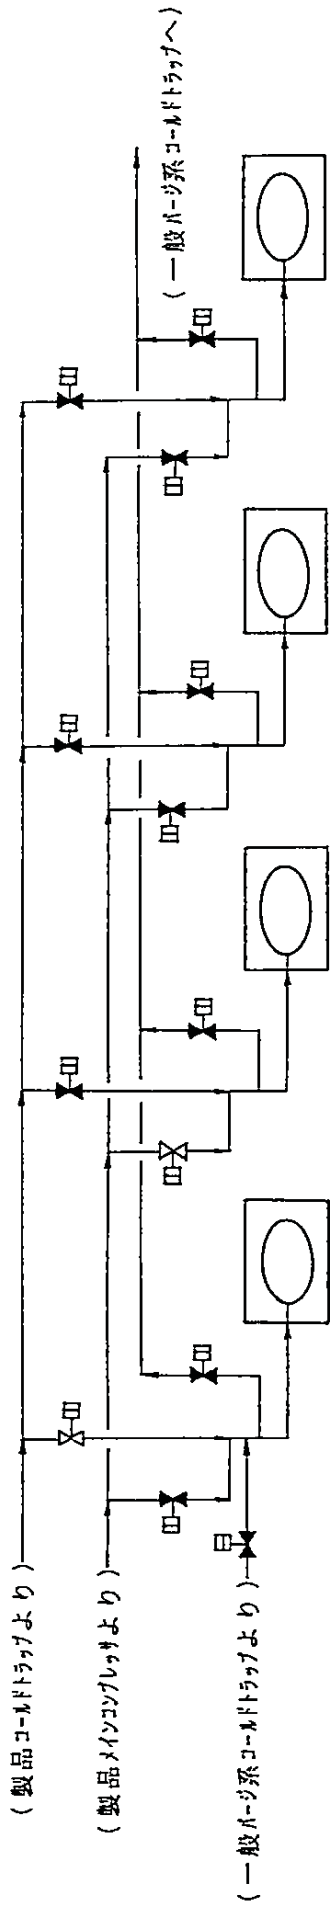 (製品コールドトラップより)
(製品メインコンプレッサより)
(一般パージ系コールドトラップより)
(一般パージ系コールドトラップへ)